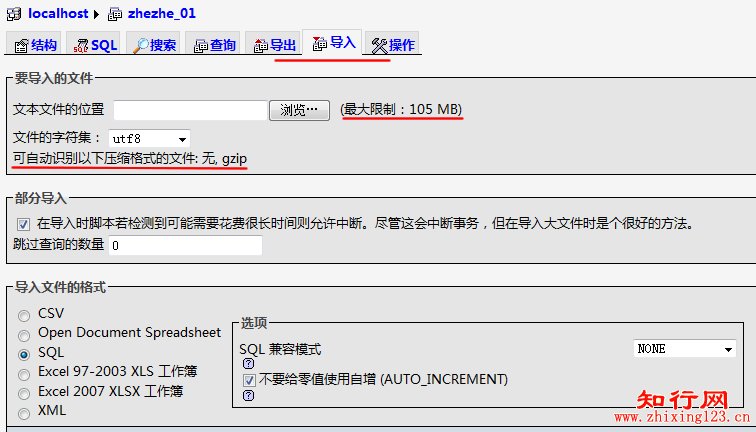 localhost zhezhe_01
结构 SQL 搜索 查询 导出 导入 操作
要导入的文件
文本文件的位置 浏览… (最大限制：105 MB)
文件的字符集： utf8
可自动识别以下压缩格式的文件: 无, gzip
部分导入
在导入时脚本若检测到可能需要花费很长时间则允许中断。尽管这会中断事务，但在导入大文件时是个很好的方法。
跳过查询的数量 0
导入文件的格式
CSV
Open Document Spreadsheet
SQL
Excel 97-2003 XLS 工作簿
Excel 2007 XLSX 工作簿
XML
选项
SQL 兼容模式 NONE
不要给零值使用自增 (AUTO_INCREMENT)
知行网
www.zhixing123.cn